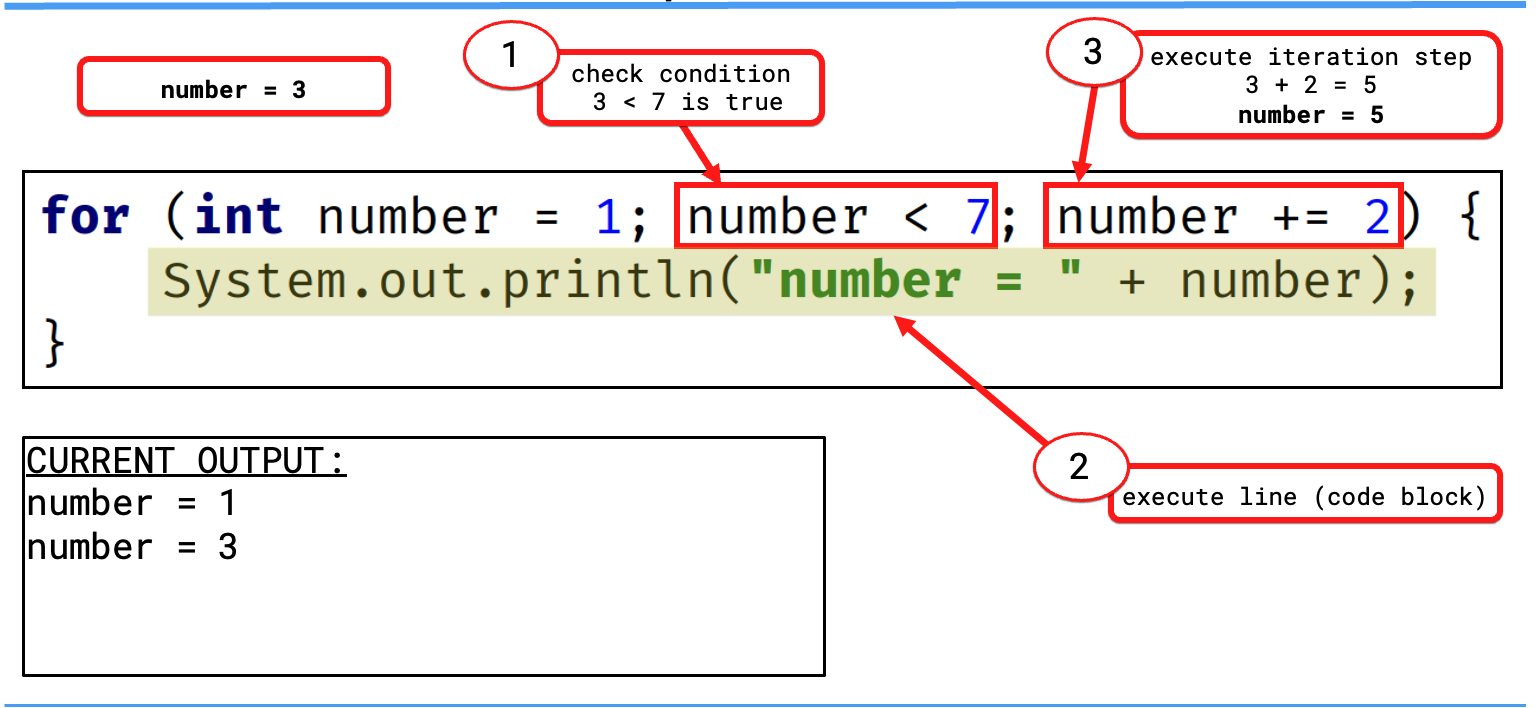 number = 3
1
check condition
3 < 7 is true
3
execute iteration step
3 + 2 = 5
number = 5
for (int number = 1; number < 7; number += 2) {
System.out.println("number = " + number);
}
CURRENT OUTPUT:
number = 1
number = 3
2
execute line (code block)